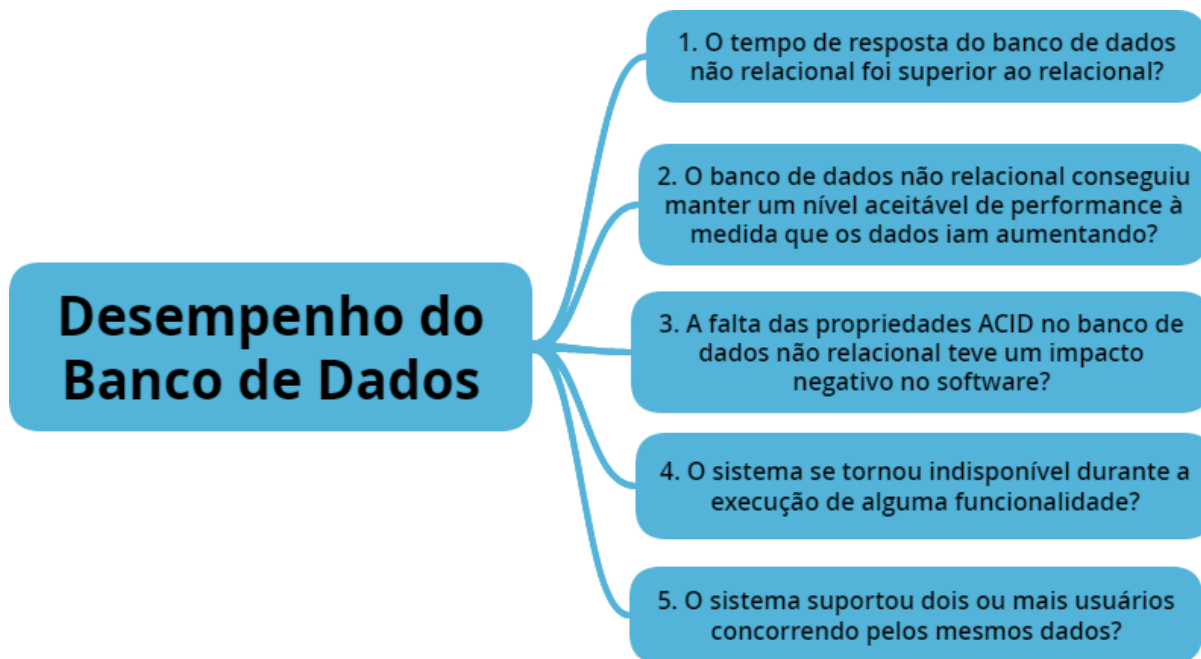 Desempenho do
Banco de Dados
1. O tempo de resposta do banco de dados
não relacional foi superior ao relacional?
2. O banco de dados não relacional conseguiu
manter um nível aceitável de performance à
medida que os dados iam aumentando?
3. A falta das propriedades ACID no banco de
dados não relacional teve um impacto
negativo no software?
4. O sistema se tornou indisponível durante a
execução de alguma funcionalidade?
5. O sistema suportou dois ou mais usuários
concorrendo pelos mesmos dados?